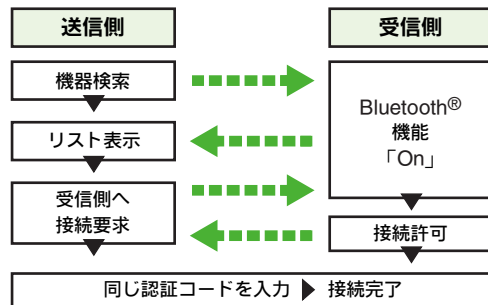 送信側
受信側
機器検索
リスト表示
受信側へ
接続要求
Bluetooth®
機能
「On」
接続許可
同じ認証コードを入力 ▶ 接続完了